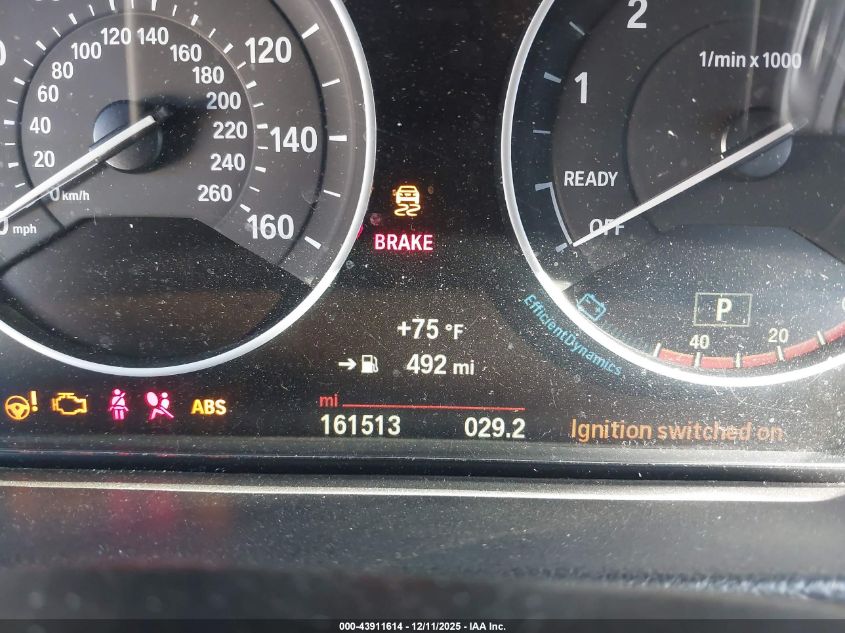 20
40
60
80
100
120
140
160
180
200
220
240
260
0 km/h
120
140
160
mph
BRAKE
+75 °F
→ 492 mi
ABS
mi
161513 029.2
2
1/min x 1000
1
READY
OFF
EfficientDynamics
P
40
20
Ignition switched on
000-43911614 - 12/11/2025 - IAA Inc.